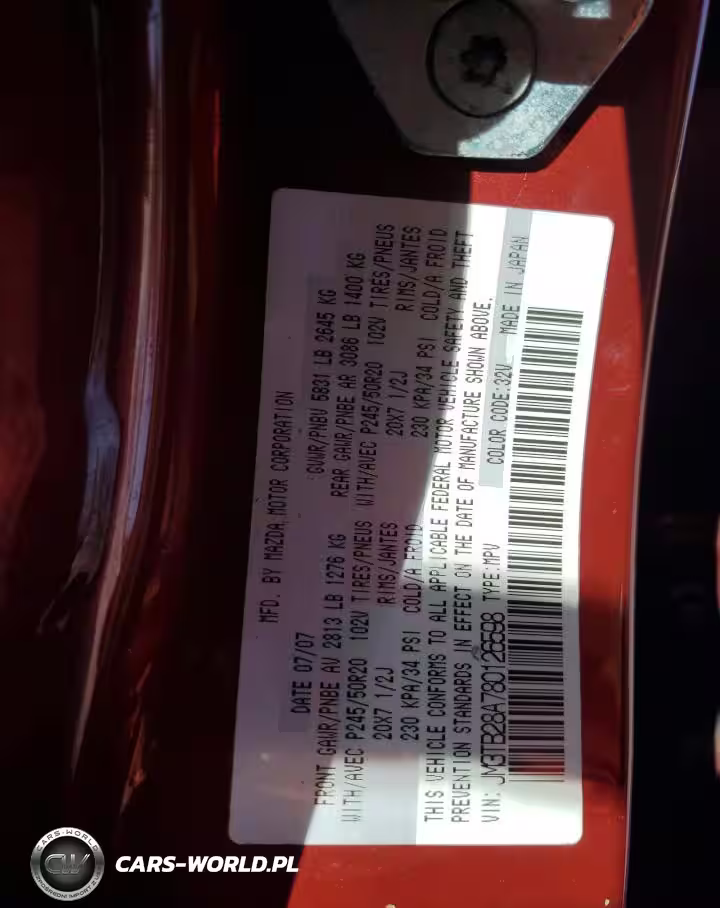 MFD. BY MAZDA MOTOR CORPORATION
DATE 07/07 GVWR/PNBV 5831 LB 2645 KG
FRONT GAWR/PNBE AV 2813 LB 1276 KG REAR GAWR/PNBE AR 3086 LB 1400 KG
WITH/AVEC P245/50R20 102V TIRES/PNEUS WITH/AVEC P245/50R20 102V TIRES/PNEUS
20X7 1/2J RIMS/JANTES 20X7 1/2J RIMS/JANTES
230 KPA/34 PSI COLD/A FROID 230 KPA/34 PSI COLD/A FROID
THIS VEHICLE CONFORMS TO ALL APPLICABLE FEDERAL MOTOR VEHICLE SAFETY AND THEFT
PREVENTION STANDARDS IN EFFECT ON THE DATE OF MANUFACTURE SHOWN ABOVE.
VIN: JM3TB28A780126598 TYPE:MPV COLOR CODE:32V MADE IN JAPAN
CARS-WORLD
CW
CARS-WORLD.PL